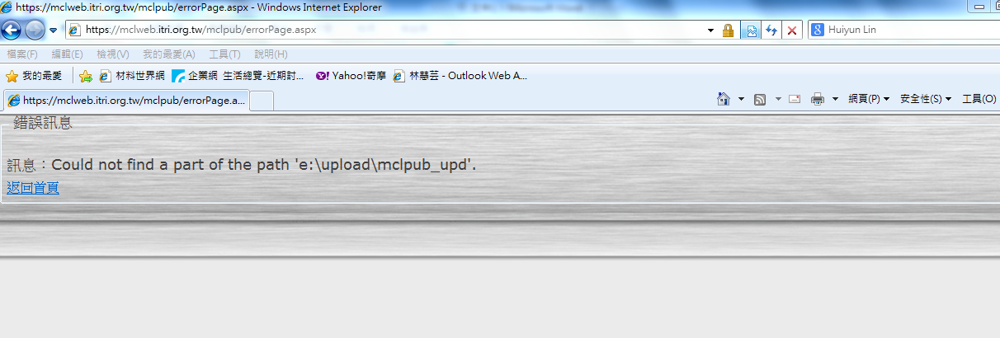 https://mclweb.itri.org.tw/mclpub/errorPage.aspx - Windows Internet Explorer
https://mclweb.itri.org.tw/mclpub/errorPage.aspx Huiyun Lin
檔案(F) 編輯(E) 檢視(V) 我的最愛(A) 工具(T) 說明(H)
我的最愛 材料世界網 企業網 生活總覽-近期討... Yahoo!奇摩 林慧芸 - Outlook Web A...
https://mclweb.itri.org.tw/mclpub/errorPage.a... 網頁(P) 安全性(S) 工具(O)
錯誤訊息
訊息：Could not find a part of the path 'e:\upload\mclpub_upd'.
返回首頁